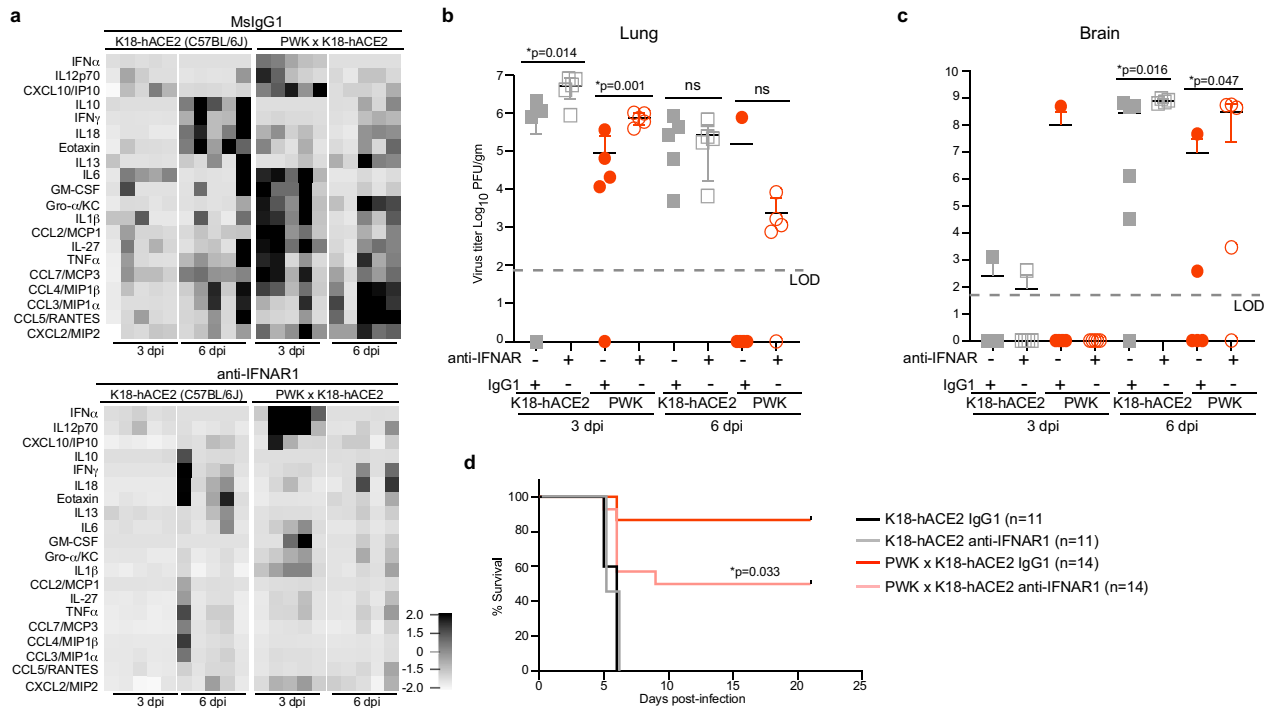 a
MsIgG1
K18-hACE2 (C57BL/6J) PWK x K18-hACE2
IFNα
IL12p70
CXCL10/IP10
IL10
IFNγ
IL18
Eotaxin
IL13
IL6
GM-CSF
Gro-α/KC
IL1β
CCL2/MCP1
IL-27
TNFα
CCL7/MCP3
CCL4/MIP1β
CCL3/MIP1α
CCL5/RANTES
CXCL2/MIP2
3 dpi 6 dpi 3 dpi 6 dpi
anti-IFNAR1
K18-hACE2 (C57BL/6J) PWK x K18-hACE2
IFNα
IL12p70
CXCL10/IP10
IL10
IFNγ
IL18
Eotaxin
IL13
IL6
GM-CSF
Gro-α/KC
IL1β
CCL2/MCP1
IL-27
TNFα
CCL7/MCP3
CCL4/MIP1β
CCL3/MIP1α
CCL5/RANTES
CXCL2/MIP2
3 dpi 6 dpi 3 dpi 6 dpi
2.0
1.5
0
-1.5
-2.0
b
Lung
*p=0.014
*p=0.001
ns
ns
Virus titer Log10 PFU/gm
7
6
5
4
3
2
1
0
LOD
anti-IFNAR - + - + - + - +
IgG1 + - + - + - + -
K18-hACE2 PWK K18-hACE2 PWK
3 dpi 6 dpi
c
Brain
*p=0.016
*p=0.047
10
9
8
7
6
5
4
3
2
1
0
LOD
anti-IFNAR - + - + - + - +
IgG1 + - + - + - + -
K18-hACE2 PWK K18-hACE2 PWK
3 dpi 6 dpi
d
% Survival
100
80
60
40
20
0
0 5 10 15 20 25
Days post-infection
*p=0.033
K18-hACE2 IgG1 (n=11
K18-hACE2 anti-IFNAR1 (n=11)
PWK x K18-hACE2 IgG1 (n=14)
PWK x K18-hACE2 anti-IFNAR1 (n=14)